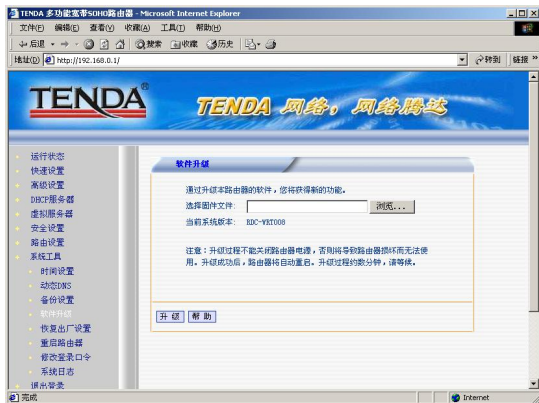 TENDA 多功能宽带SOHO路由器 - Microsoft Internet Explorer
文件(F) 编辑(E) 查看(V) 收藏(A) 工具(T) 帮助(H)
后退 搜索 收藏 历史
地址(D) http://192.168.0.1/ 转到 链接 »
TENDA®
TENDA 网络，网络腾达
运行状态
快速设置
高级设置
DHCP服务器
虚拟服务器
安全设置
路由设置
系统工具
时间设置
动态DNS
备份设置
软件升级
恢复出厂设置
重启路由器
修改登录口令
系统日志
退出登录
软件升级
通过升级本路由器的软件，您将获得新的功能。
选择固件文件: 浏览...
当前系统版本: RDC-WRT008
注意：升级过程不能关闭路由器电源，否则将导致路由器损坏而无法使
用。升级成功后，路由器将自动重启。升级过程约数分钟，请等候。
升 级 帮 助
完成 Internet